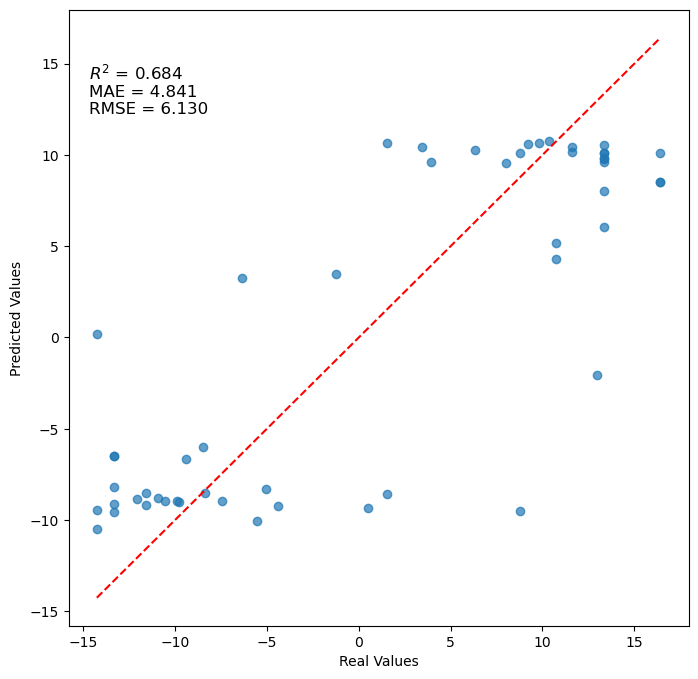 R² = 0.684
MAE = 4.841
RMSE = 6.130
15
10
5
0
−5
−10
−15
Predicted Values
−15 −10 −5 0 5 10 15
Real Values